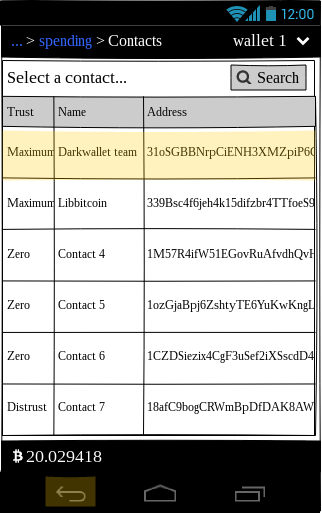 12:00
... > spending > Contacts wallet 1
Select a contact... Search
Trust Name Address
Maximum Darkwallet team 31oSGBBNrpCiENH3XMZpiP6
Maximum Libbitcoin 339Bsc4f6jeh4k15difzbr4TTfoeS9
Zero Contact 4 1M57R4ifW51EGovRuAfvdhQvH
Zero Contact 5 1ozGjaBpj6ZshtyTE6YuKwKngL
Zero Contact 6 1CZDSiezix4CgF3uSef2iXSscdD4
Distrust Contact 7 18afC9bogCRWmBpDfDAK8AW
฿20.029418